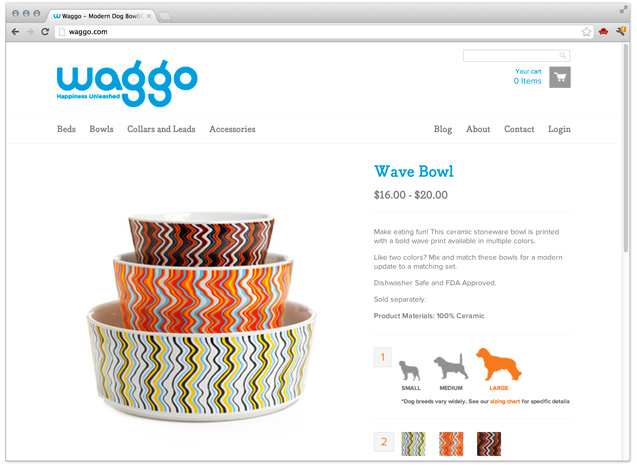 Waggo – Modern Dog Bowl
waggo.com
waggo
Happiness Unleashed
Your cart
0 Items
Beds Bowls Collars and Leads Accessories Blog About Contact Login
Wave Bowl
$16.00 - $20.00
Make eating fun! This ceramic stoneware bowl is printed
with a bold wave print available in multiple colors.
Like two colors? Mix and match these bowls for a modern
update to a matching set.
Dishwasher Safe and FDA Approved.
Sold separately.
Product Materials: 100% Ceramic
1
SMALL MEDIUM LARGE
*Dog breeds vary widely. See our sizing chart for specific details
2